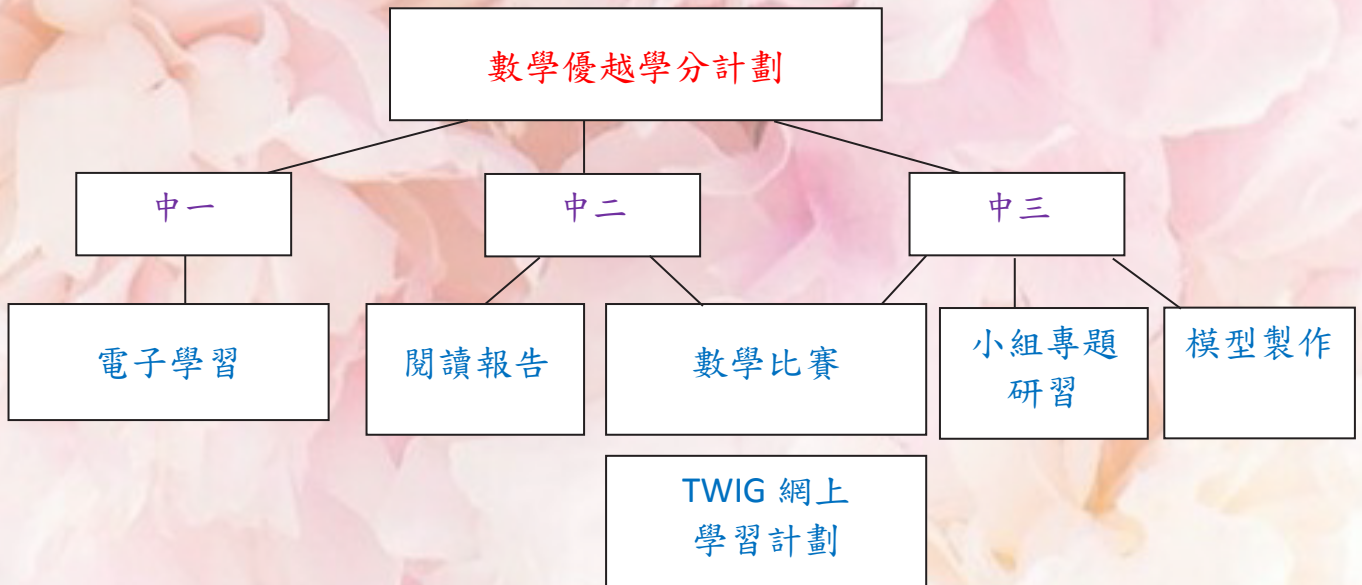 數學優越學分計劃
中一
中二
中三
電子學習
閱讀報告
數學比賽
小組專題
研習
模型製作
TWIG 網上
學習計劃